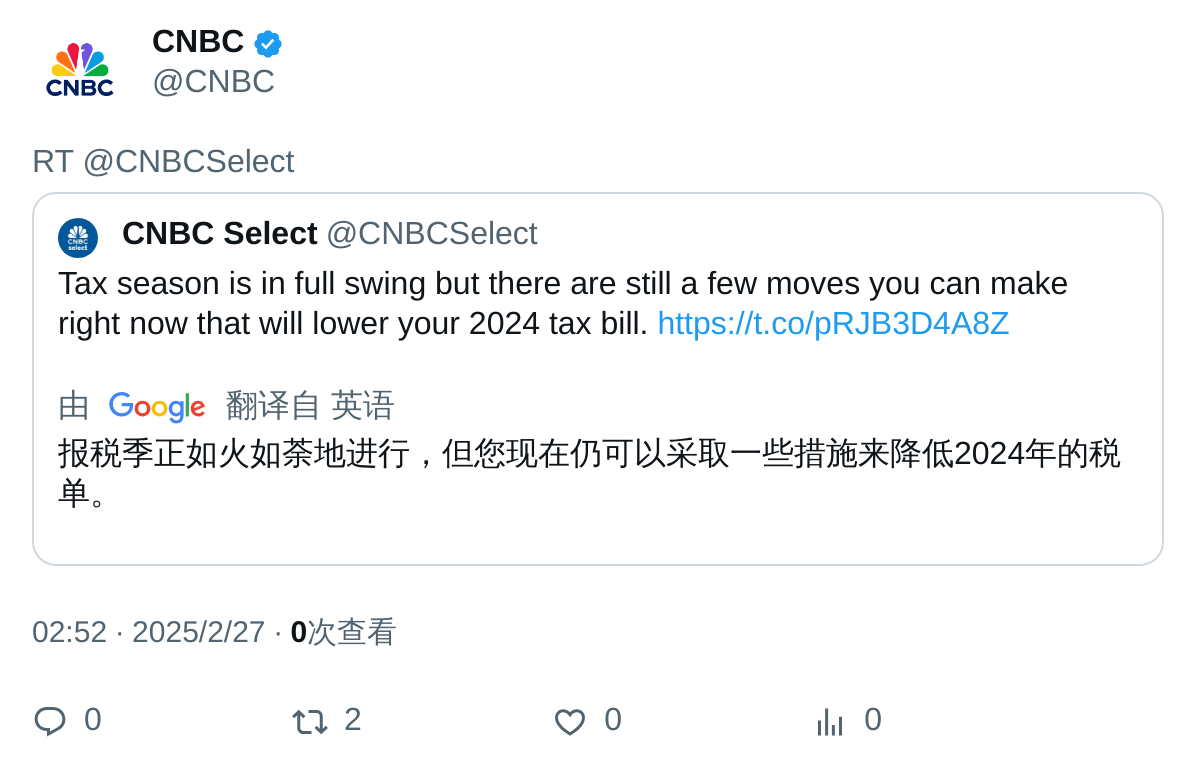 CNBC
CNBC
@CNBC
RT @CNBCSelect
CNBC select
CNBC Select @CNBCSelect
Tax season is in full swing but there are still a few moves you can make
right now that will lower your 2024 tax bill. https://t.co/pRJB3D4A8Z
由 Google 翻译自 英语
报税季正如火如荼地进行，但您现在仍可以采取一些措施来降低2024年的税
单。
02:52 · 2025/2/27 · 0次查看
0 2 0 0